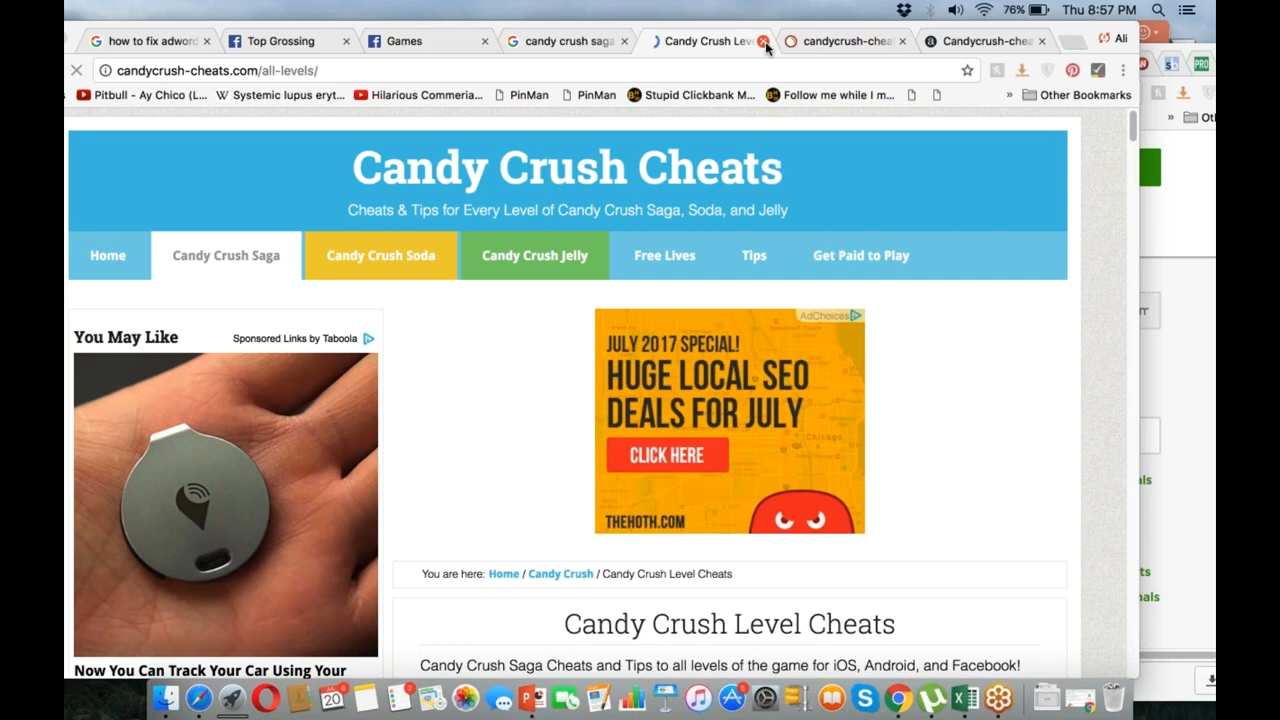 76% Thu 8:57 PM
how to fix adword
Top Grossing
Games
candy crush saga
Candy Crush Lev
candycrush-chea
Candycrush-chea
Ali
candycrush-cheats.com/all-levels/
Pitbull - Ay Chico (L...
Systemic lupus eryt...
Hilarious Commeria...
PinMan
PinMan
Stupid Clickbank M...
Follow me while I m...
» Other Bookmarks
PRO
»
Candy Crush Cheats
Cheats & Tips for Every Level of Candy Crush Saga, Soda, and Jelly
Home
Candy Crush Saga
Candy Crush Soda
Candy Crush Jelly
Free Lives
Tips
Get Paid to Play
You May Like
Sponsored Links by Taboola
AdChoices
JULY 2017 SPECIAL!
HUGE LOCAL SEO
DEALS FOR JULY
CLICK HERE
Chicago
THEHOTH.COM
You are here: Home / Candy Crush / Candy Crush Level Cheats
Candy Crush Level Cheats
Candy Crush Saga Cheats and Tips to all levels of the game for iOS, Android, and Facebook!
Now You Can Track Your Car Using Your
20